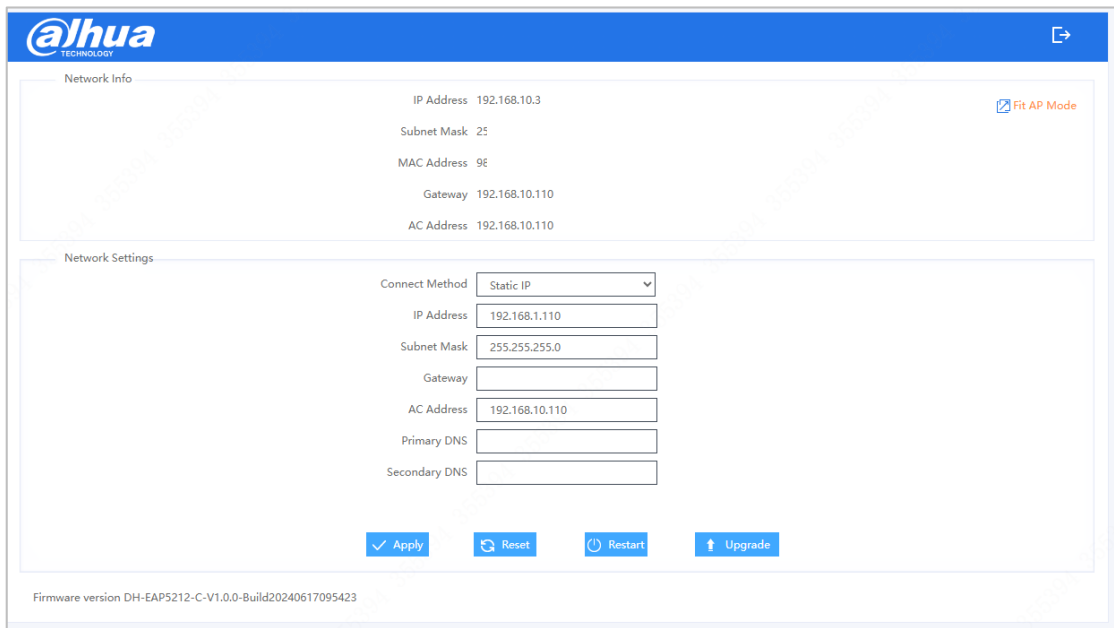 alhua
TECHNOLOGY
Network Info
IP Address 192.168.10.3
Fit AP Mode
Subnet Mask 25
MAC Address 98
Gateway 192.168.10.110
AC Address 192.168.10.110
Network Settings
Connect Method Static IP
IP Address 192.168.1.110
Subnet Mask 255.255.255.0
Gateway
AC Address 192.168.10.110
Primary DNS
Secondary DNS
Apply Reset Restart Upgrade
Firmware version DH-EAP5212-C-V1.0.0-Build20240617095423